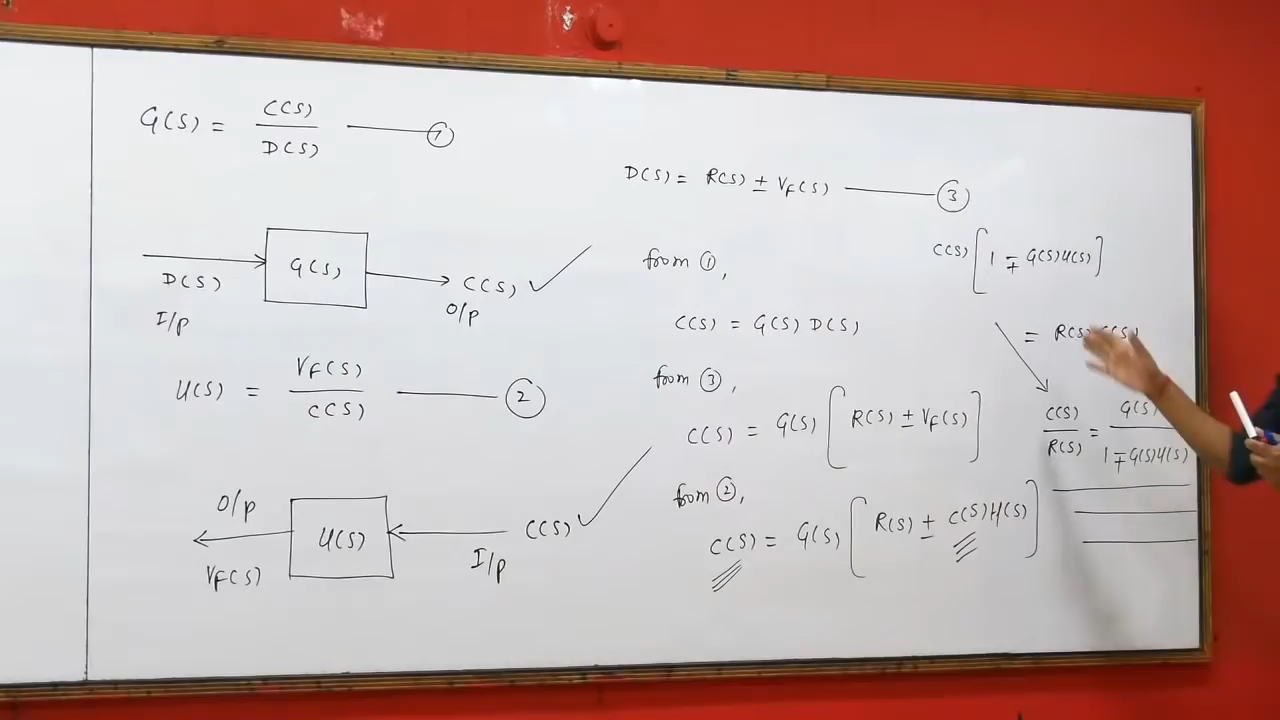 G(S) = C(S) / D(S) ——— ①
D(S)
I/p
G(S)
C(S) ✓
O/p
H(S) = VF(S) / C(S) ——— ②
O/p
VF(S)
H(S)
C(S) ✓
I/p
D(S) = R(S) ± VF(S) ——— ③
from ①,
C(S) = G(S) D(S)
from ③,
C(S) = G(S) [ R(S) ± VF(S) ]
from ②,
C(S) = G(S) [ R(S) ± C(S)H(S) ]
C(S) [ 1 ∓ G(S)H(S) ]
= R(S)
C(S) / R(S) = G(S) / 1 ∓ G(S)H(S)